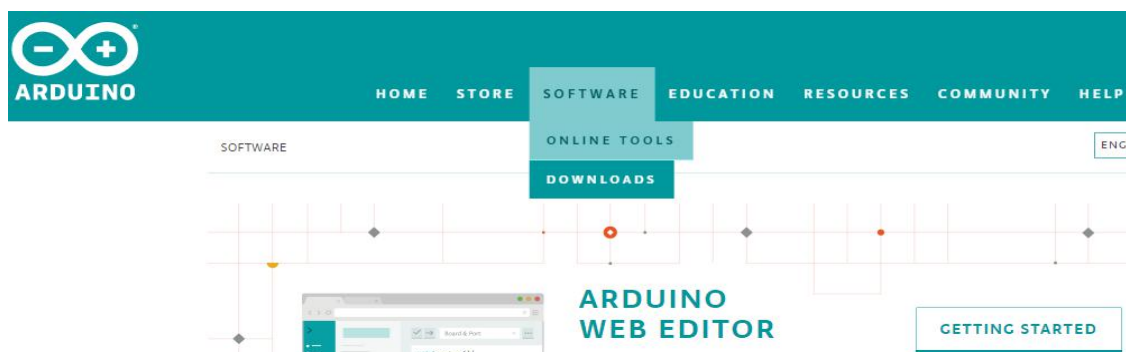 ARDUINO
HOME STORE SOFTWARE EDUCATION RESOURCES COMMUNITY HELP
ONLINE TOOLS
SOFTWARE
ENG
DOWNLOADS
ARDUINO
WEB EDITOR
GETTING STARTED
Board & Port